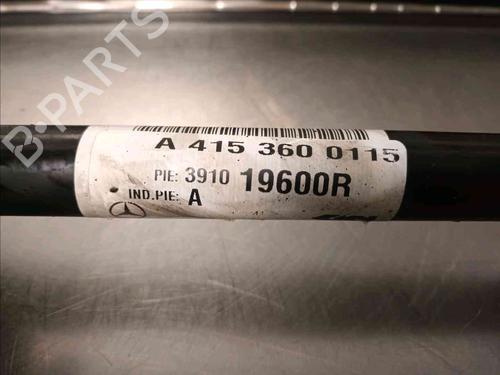 B-PARTS
A 415 360 0115
PIE: 3910 19600R
IND.PIE: A